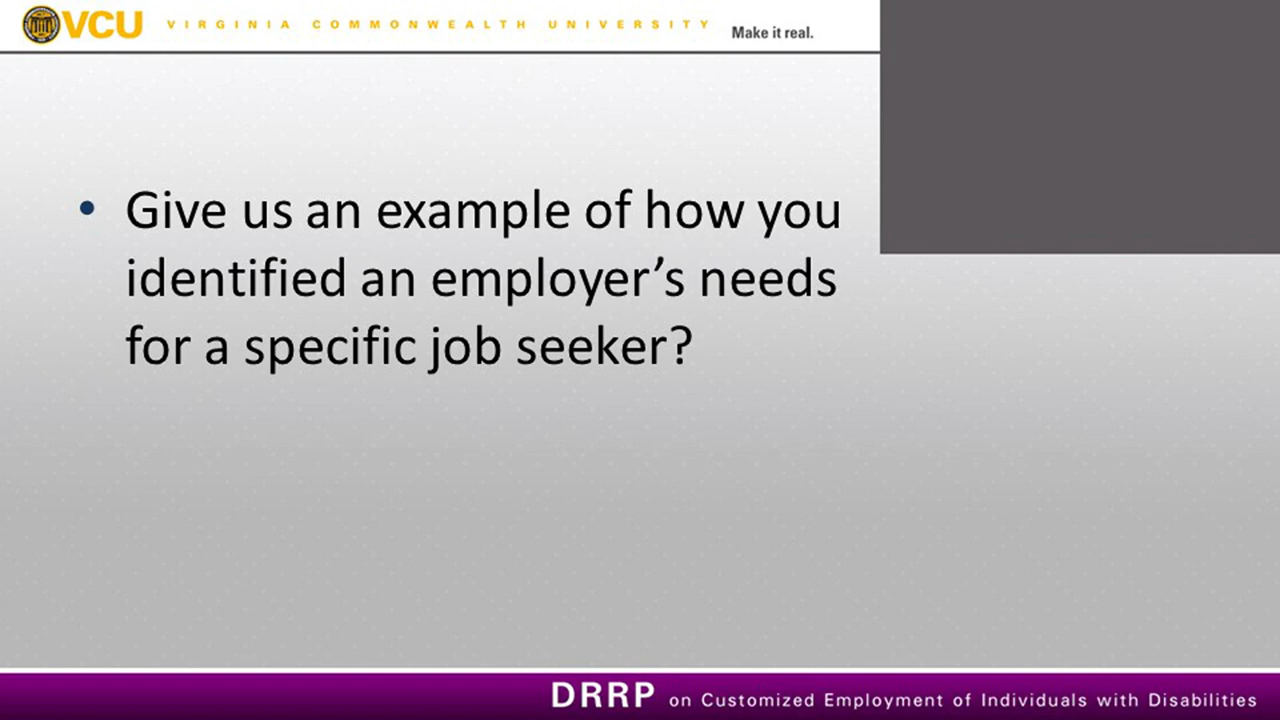 VCU VIRGINIA COMMONWEALTH UNIVERSITY Make it real.
• Give us an example of how you
identified an employer’s needs
for a specific job seeker?
DRRP on Customized Employment of Individuals with Disabilities